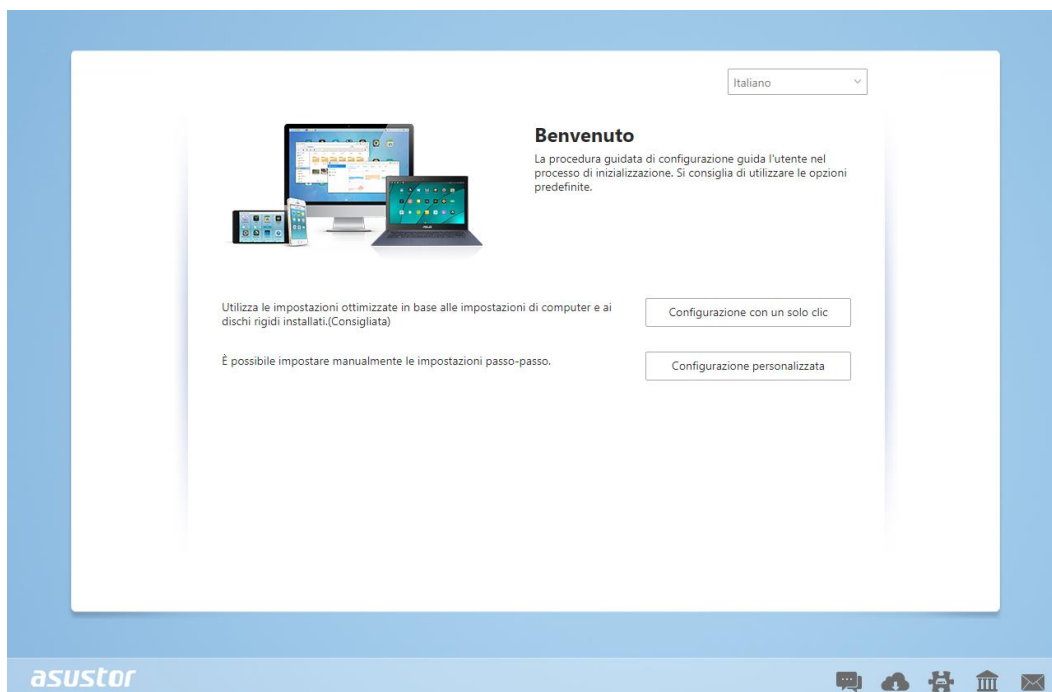 Italiano
Benvenuto
La procedura guidata di configurazione guida l'utente nel
processo di inizializzazione. Si consiglia di utilizzare le opzioni
predefinite.
Utilizza le impostazioni ottimizzate in base alle impostazioni di computer e ai
dischi rigidi installati.(Consigliata)
Configurazione con un solo clic
È possibile impostare manualmente le impostazioni passo-passo.
Configurazione personalizzata
asustor